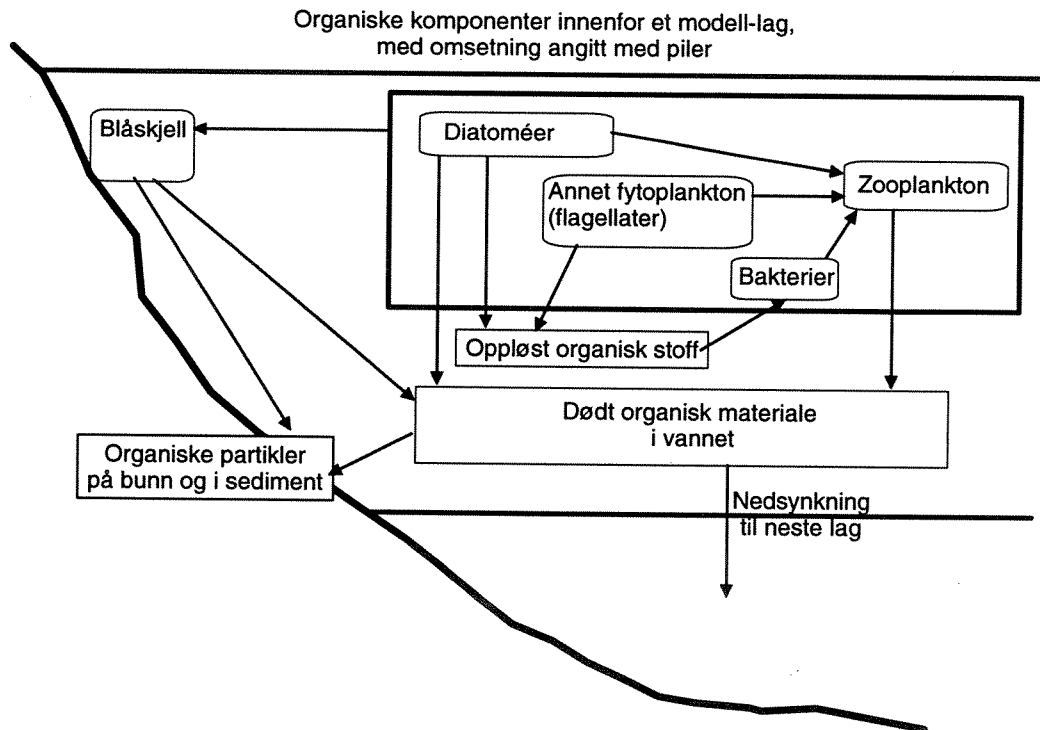 Organiske komponenter innenfor et modell-lag,
med omsetning angitt med piler
Blåskjell
Diatoméer
Zooplankton
Annet fytoplankton
(flagellater)
Bakterier
Oppløst organisk stoff
Dødt organisk materiale
i vannet
Organiske partikler
på bunn og i sediment
Nedsynkning
til neste lag